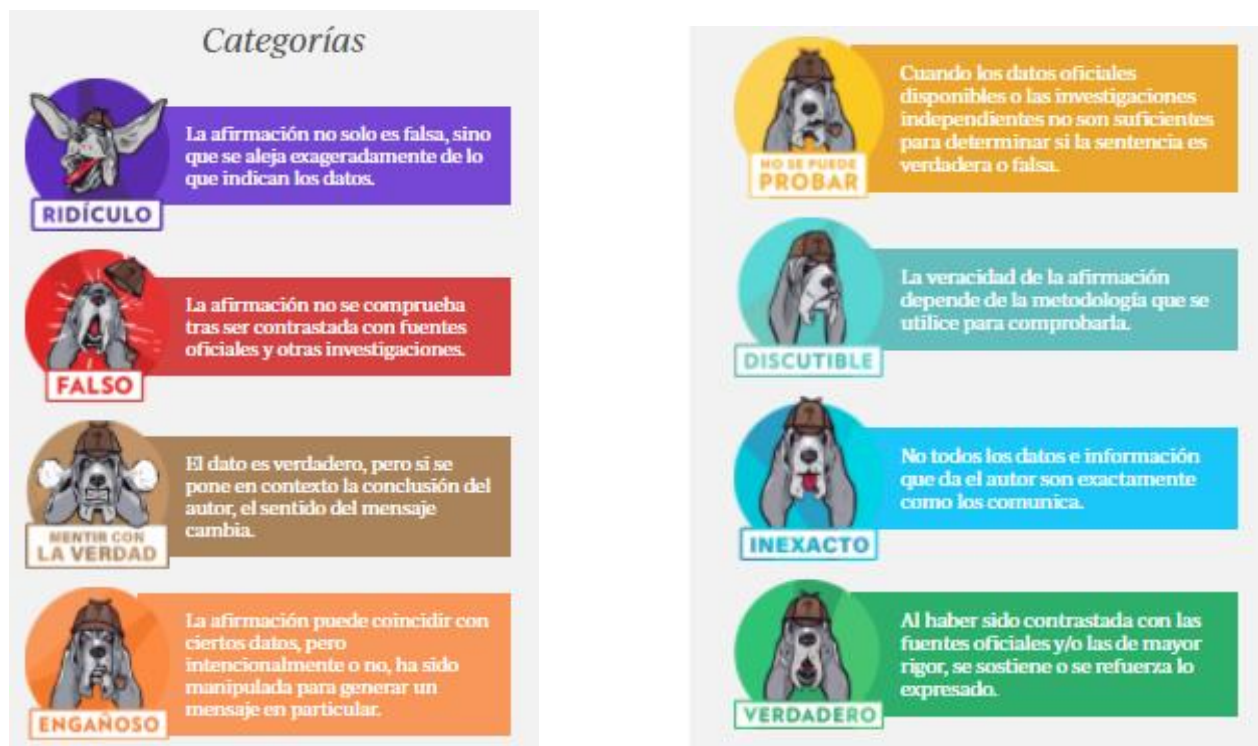 Categorías
La afirmación no solo es falsa, sino
que se aleja exageradamente de lo
que indican los datos.
RIDÍCULO
La afirmación no se comprueba
tras ser contrastada con fuentes
oficiales y otras investigaciones.
FALSO
El dato es verdadero, pero si se
pone en contexto la conclusión del
autor, el sentido del mensaje
cambia.
MENTIR CON
LA VERDAD
La afirmación puede coincidir con
ciertos datos, pero
intencionalmente o no, ha sido
manipulada para generar un
mensaje en particular.
ENGAÑOSO
Cuando los datos oficiales
disponibles o las investigaciones
independientes no son suficientes
para determinar si la sentencia es
verdadera o falsa.
NO SE PUEDE
PROBAR
La veracidad de la afirmación
depende de la metodología que se
utilice para comprobarla.
DISCUTIBLE
No todos los datos e información
que da el autor son exactamente
como los comunica.
INEXACTO
Al haber sido contrastada con las
fuentes oficiales y/o las de mayor
rigor, se sostiene o se refuerza lo
expresado.
VERDADERO